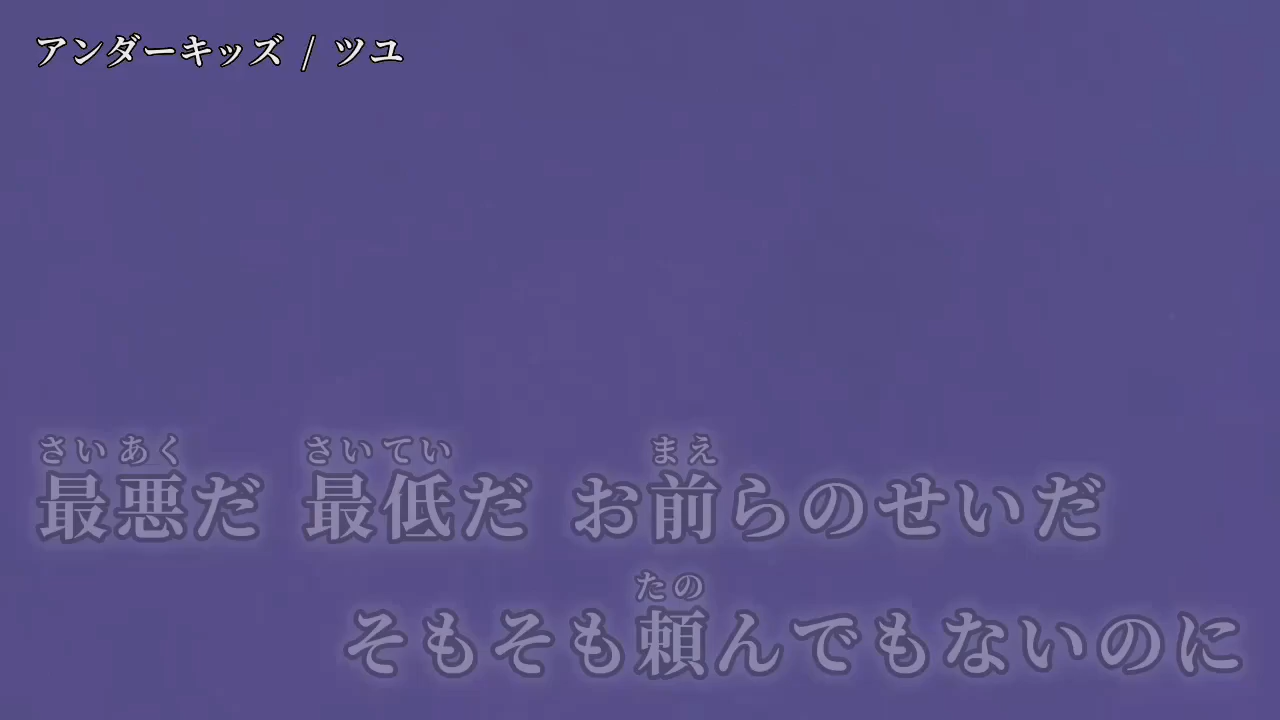 アンダーキッズ / ツユ
さいあく さいてい まえ
最悪だ 最低だ お前らのせいだ
たの
そもそも頼んでもないのに